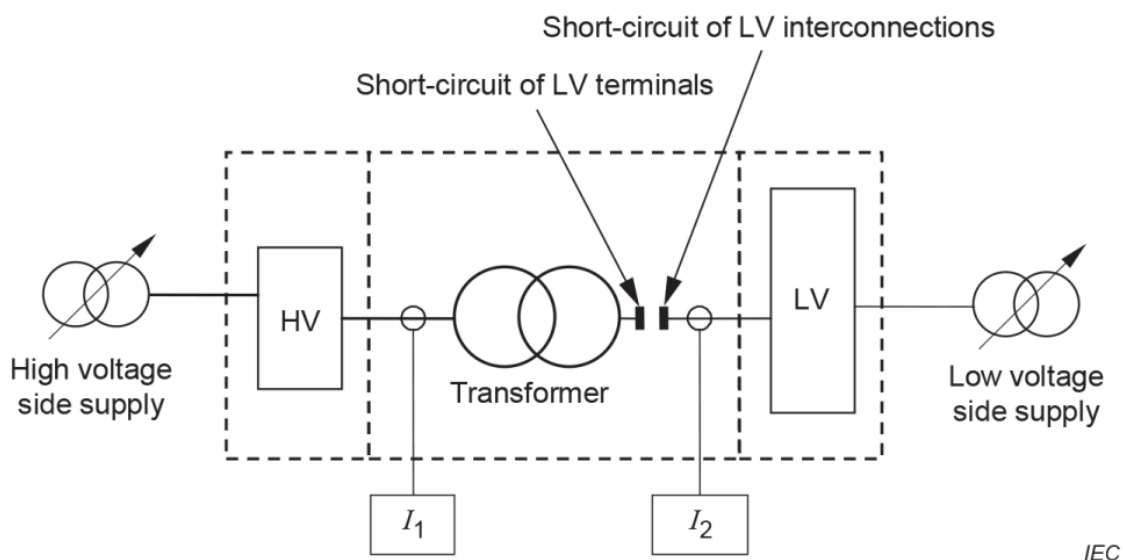 Short-circuit of LV interconnections
Short-circuit of LV terminals
HV
LV
High voltage
side supply
Transformer
Low voltage
side supply
I1
I2
IEC